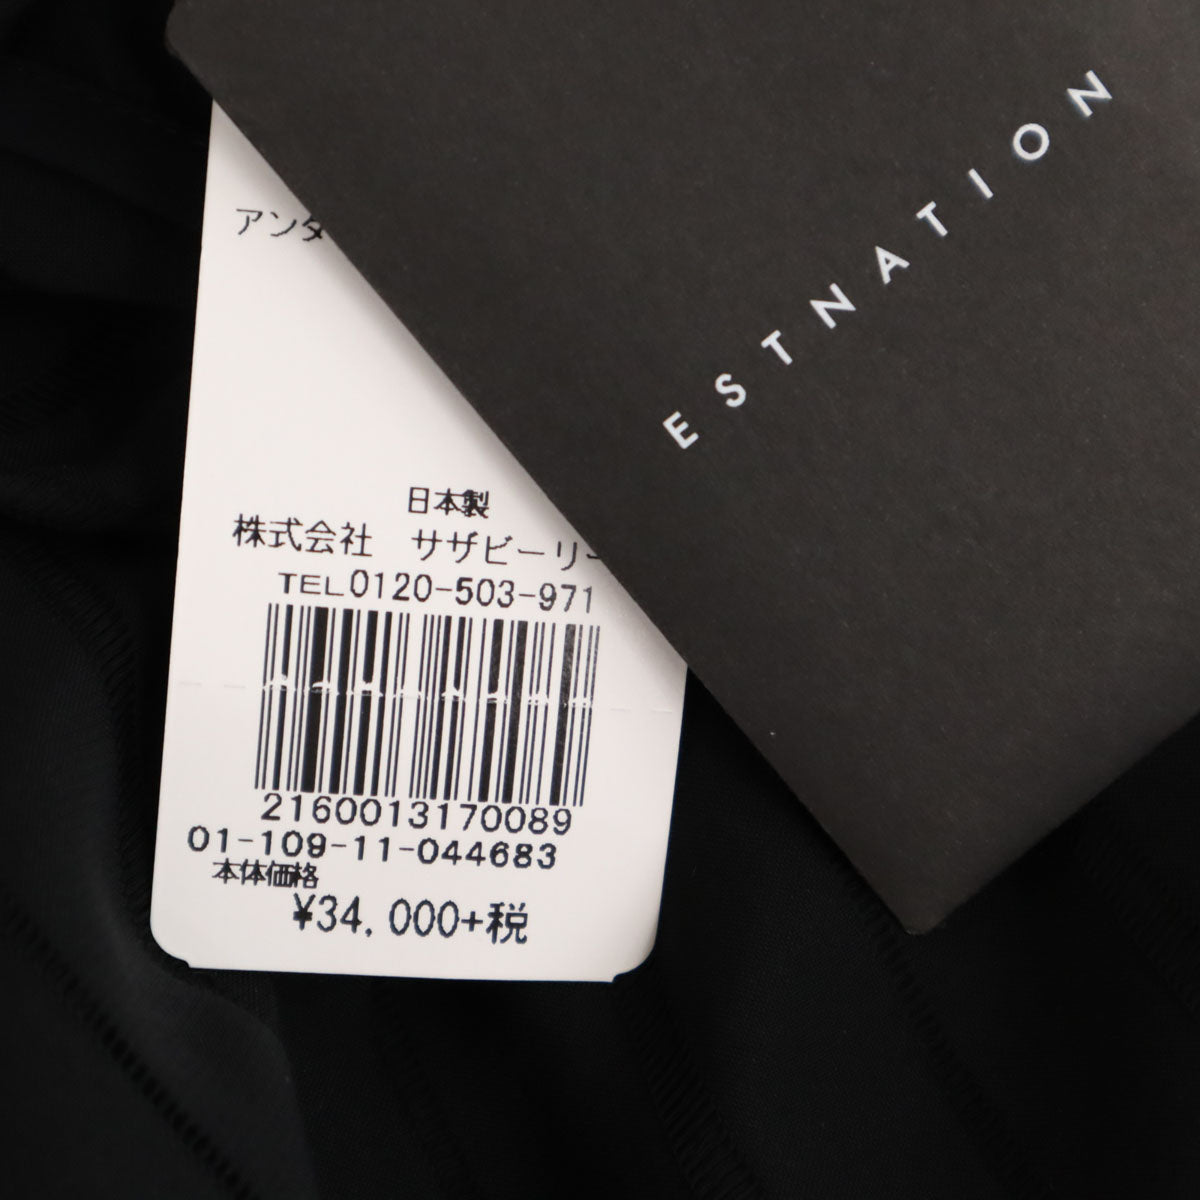 ESTNATION
アンタ
日本製
株式会社 サザビーリー
TEL0120-503-971
2160013170089
01-109-11-044683
本体価格
¥34,000+税